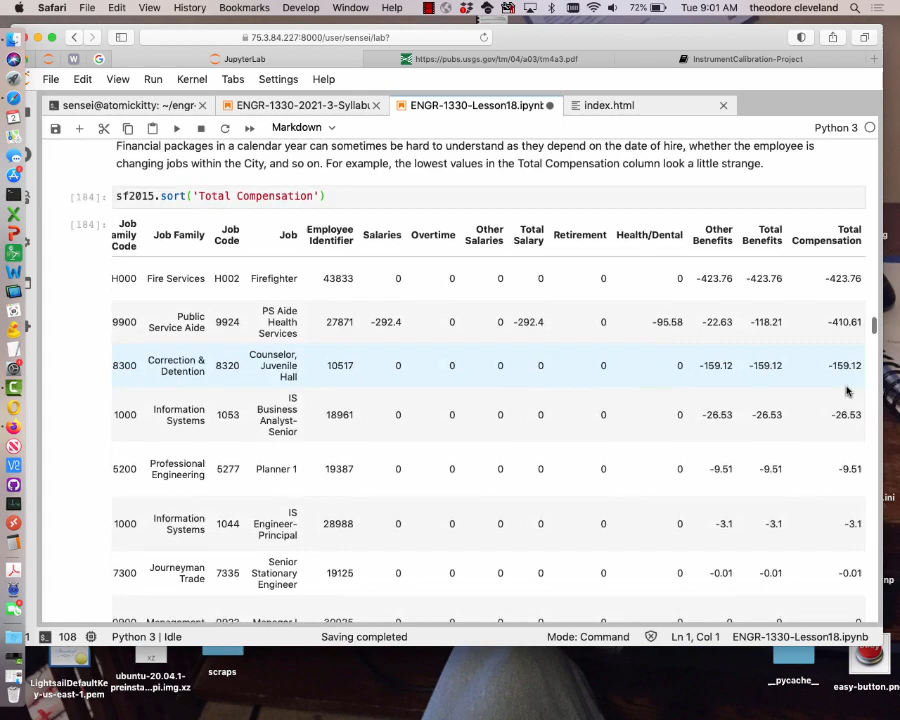 Safari File Edit View History Bookmarks Develop Window Help 72% Tue 9:01 AM theodore cleveland
75.3.84.227:8000/user/sensei/lab?
JupyterLab https://pubs.usgs.gov/tm/04/a03/tm4a3.pdf InstrumentCalibration-Project
File Edit View Run Kernel Tabs Settings Help
sensei@atomickitty: ~/engr- ENGR-1330-2021-3-Syllabu ENGR-1330-Lesson18.ipynb index.html
Markdown Python 3
Financial packages in a calendar year can sometimes be hard to understand as they depend on the date of hire, whether the employee is
changing jobs within the City, and so on. For example, the lowest values in the Total Compensation column look a little strange.
[184]: sf2015.sort('Total Compensation')
[184]:
Job Family Code Job Family Job Code Job Employee Identifier Salaries Overtime Other Salaries Total Salary Retirement Health/Dental Other Benefits Total Benefits Total Compensation
H000 Fire Services H002 Firefighter 43833 0 0 0 0 0 0 -423.76 -423.76 -423.76
9900 Public Service Aide 9924 PS Aide Health Services 27871 -292.4 0 0 -292.4 0 -95.58 -22.63 -118.21 -410.61
8300 Correction & Detention 8320 Counselor, Juvenile Hall 10517 0 0 0 0 0 0 -159.12 -159.12 -159.12
1000 Information Systems 1053 IS Business Analyst-Senior 18961 0 0 0 0 0 0 -26.53 -26.53 -26.53
5200 Professional Engineering 5277 Planner 1 19387 0 0 0 0 0 0 -9.51 -9.51 -9.51
1000 Information Systems 1044 IS Engineer-Principal 28988 0 0 0 0 0 0 -3.1 -3.1 -3.1
7300 Journeyman Trade 7335 Senior Stationary Engineer 19125 0 0 0 0 0 0 -0.01 -0.01 -0.01
108 Python 3 | Idle Saving completed Mode: Command Ln 1, Col 1 ENGR-1330-Lesson18.ipynb
LightsailDefaultKe
y-us-east-1.pem
ubuntu-20.04.1-
preinsta...pi.img.xz
scraps
__pycache__
easy-button.pn